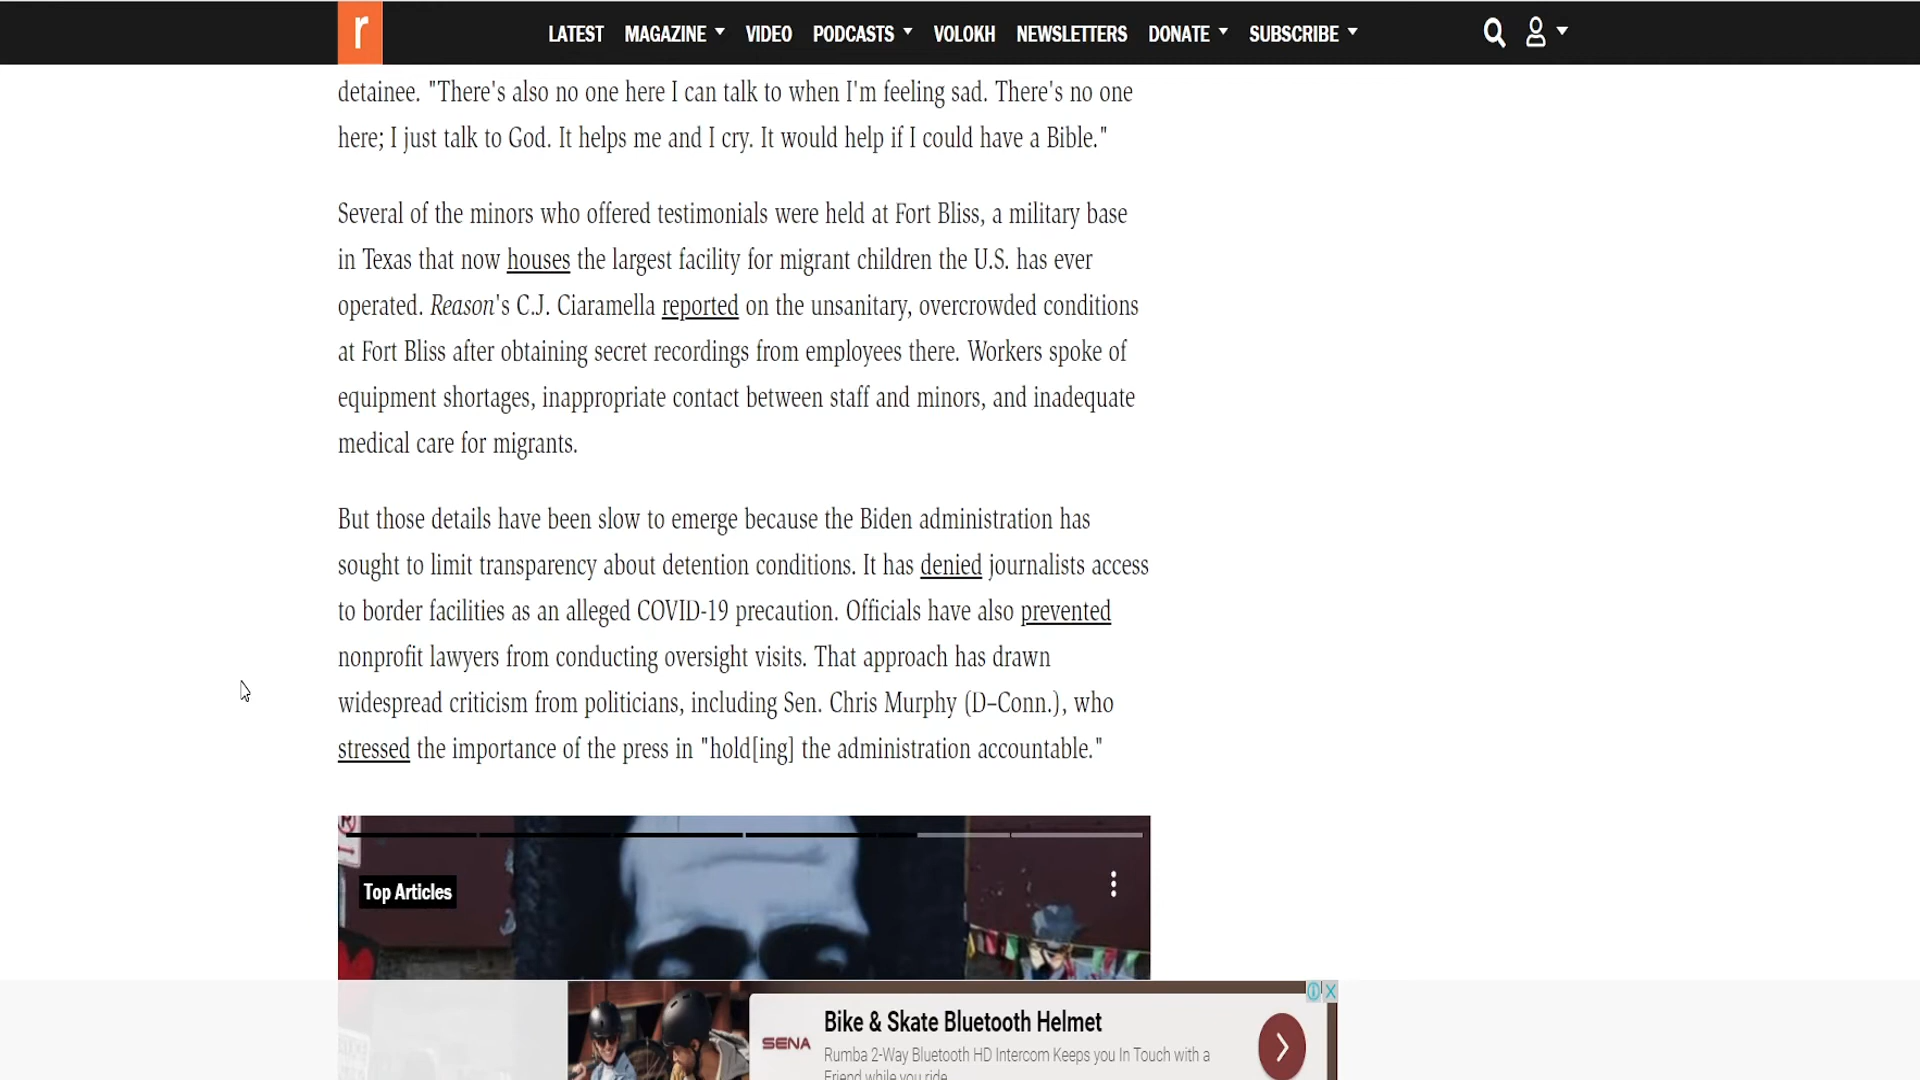 r
LATEST MAGAZINE VIDEO PODCASTS VOLOKH NEWSLETTERS DONATE SUBSCRIBE
detainee. "There's also no one here I can talk to when I'm feeling sad. There's no one
here; I just talk to God. It helps me and I cry. It would help if I could have a Bible."
Several of the minors who offered testimonials were held at Fort Bliss, a military base
in Texas that now houses the largest facility for migrant children the U.S. has ever
operated. Reason's C.J. Ciaramella reported on the unsanitary, overcrowded conditions
at Fort Bliss after obtaining secret recordings from employees there. Workers spoke of
equipment shortages, inappropriate contact between staff and minors, and inadequate
medical care for migrants.
But those details have been slow to emerge because the Biden administration has
sought to limit transparency about detention conditions. It has denied journalists access
to border facilities as an alleged COVID-19 precaution. Officials have also prevented
nonprofit lawyers from conducting oversight visits. That approach has drawn
widespread criticism from politicians, including Sen. Chris Murphy (D–Conn.), who
stressed the importance of the press in "hold[ing] the administration accountable."
Top Articles
Bike & Skate Bluetooth Helmet
SENA
Rumba 2-Way Bluetooth HD Intercom Keeps you In Touch with a
Friend while you ride